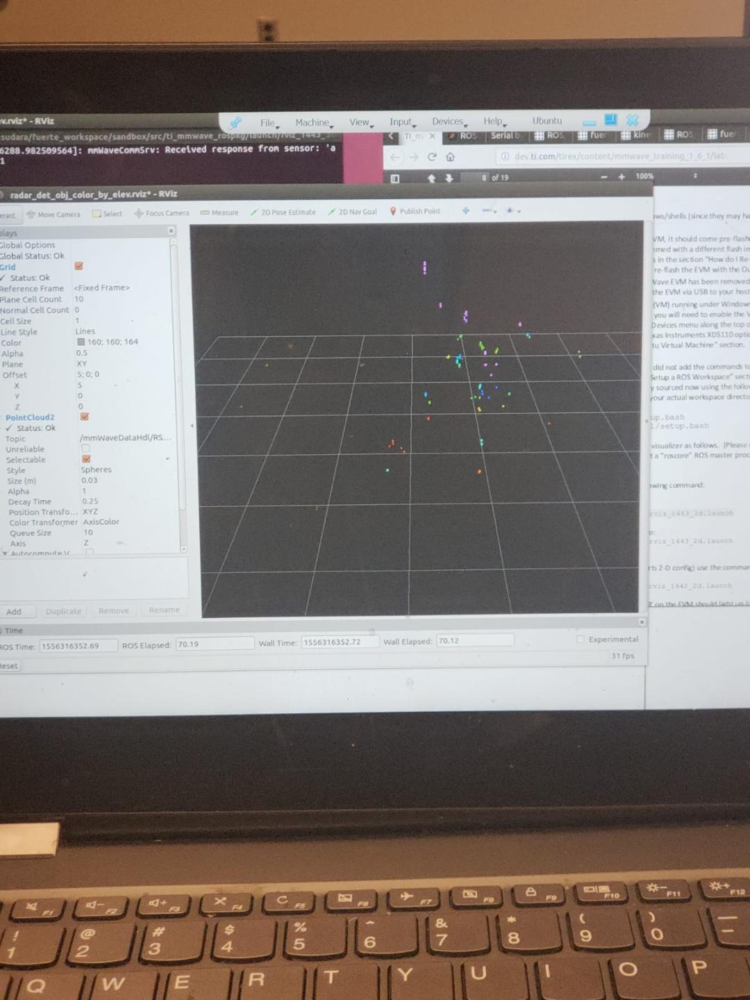 ev.rviz* - RViz
File Machine View Input Devices Help Ubuntu
sudara/fuerte_workspace/sandbox/src/ti_mmwave_rospkg/launch/rviz_1443_3
6288.982509564]: mmWaveCommSrv: Received response from sensor: 'a
1
Ti_m ROS Serial b ROS fuer kine ROS fuer
dev.ti.com/tirex/content/mmwave_training_1_6_1/lab
8 of 19
100%
radar_det_obj_color_by_elev.rviz* - RViz
eract Move Camera Select Focus Camera Measure 2D Pose Estimate 2D Nav Goal Publish Point
plays
Global Options
Global Status: Ok
Grid
Status: Ok
Reference Frame <Fixed Frame>
Plane Cell Count 10
Normal Cell Count 0
Cell Size 1
Line Style Lines
Color 160; 160; 164
Alpha 0.5
Plane XY
Offset 5; 0; 0
X 5
Y 0
Z 0
PointCloud2
Status: Ok
Topic /mmWaveDataHdl/RS...
Unreliable
Selectable
Style Spheres
Size (m) 0.03
Alpha 1
Decay Time 0.25
Position Transfo... XYZ
Color Transformer AxisColor
Queue Size 10
Axis Z
Autocompute V
Add Duplicate Remove Rename
Time
ROS Time: 1556316352.69 ROS Elapsed: 70.19 Wall Time: 1556316352.72 Wall Elapsed: 70.12 Experimental
Reset
31 fps
ows/shells (since they may ha
VM, it should come pre-flash
med with a different flash im
s in the section "How do I Re-
re-flash the EVM with the Ou
Wave EVM has been removed
the EVM via USB to your host
(VM) running under Window
you will need to enable the V
Devices menu along the top o
xas Instruments XDS110 optio
tu Virtual Machine" section.
did not add the commands to
Setup a ROS Workspace" secti
y sourced now using the follow
your actual workspace directo
up.bash
l/setup.bash
visualizer as follows. (Please
t a "roscore" ROS master proc
owing command:
rviz_1443_3d.launch
o:
rviz_1443_2d.launch
rts 2-D config) use the comman
rviz_1642_2d.launch
on the EVM should light up
F1 F2 F3 F4 F5 F6 F7 F8 F9 F10 F11 F12
! @ # $ % ^ & * ( ) —
1 2 3 4 5 6 7 8 9 0 -
Q W E R T Y U I O P